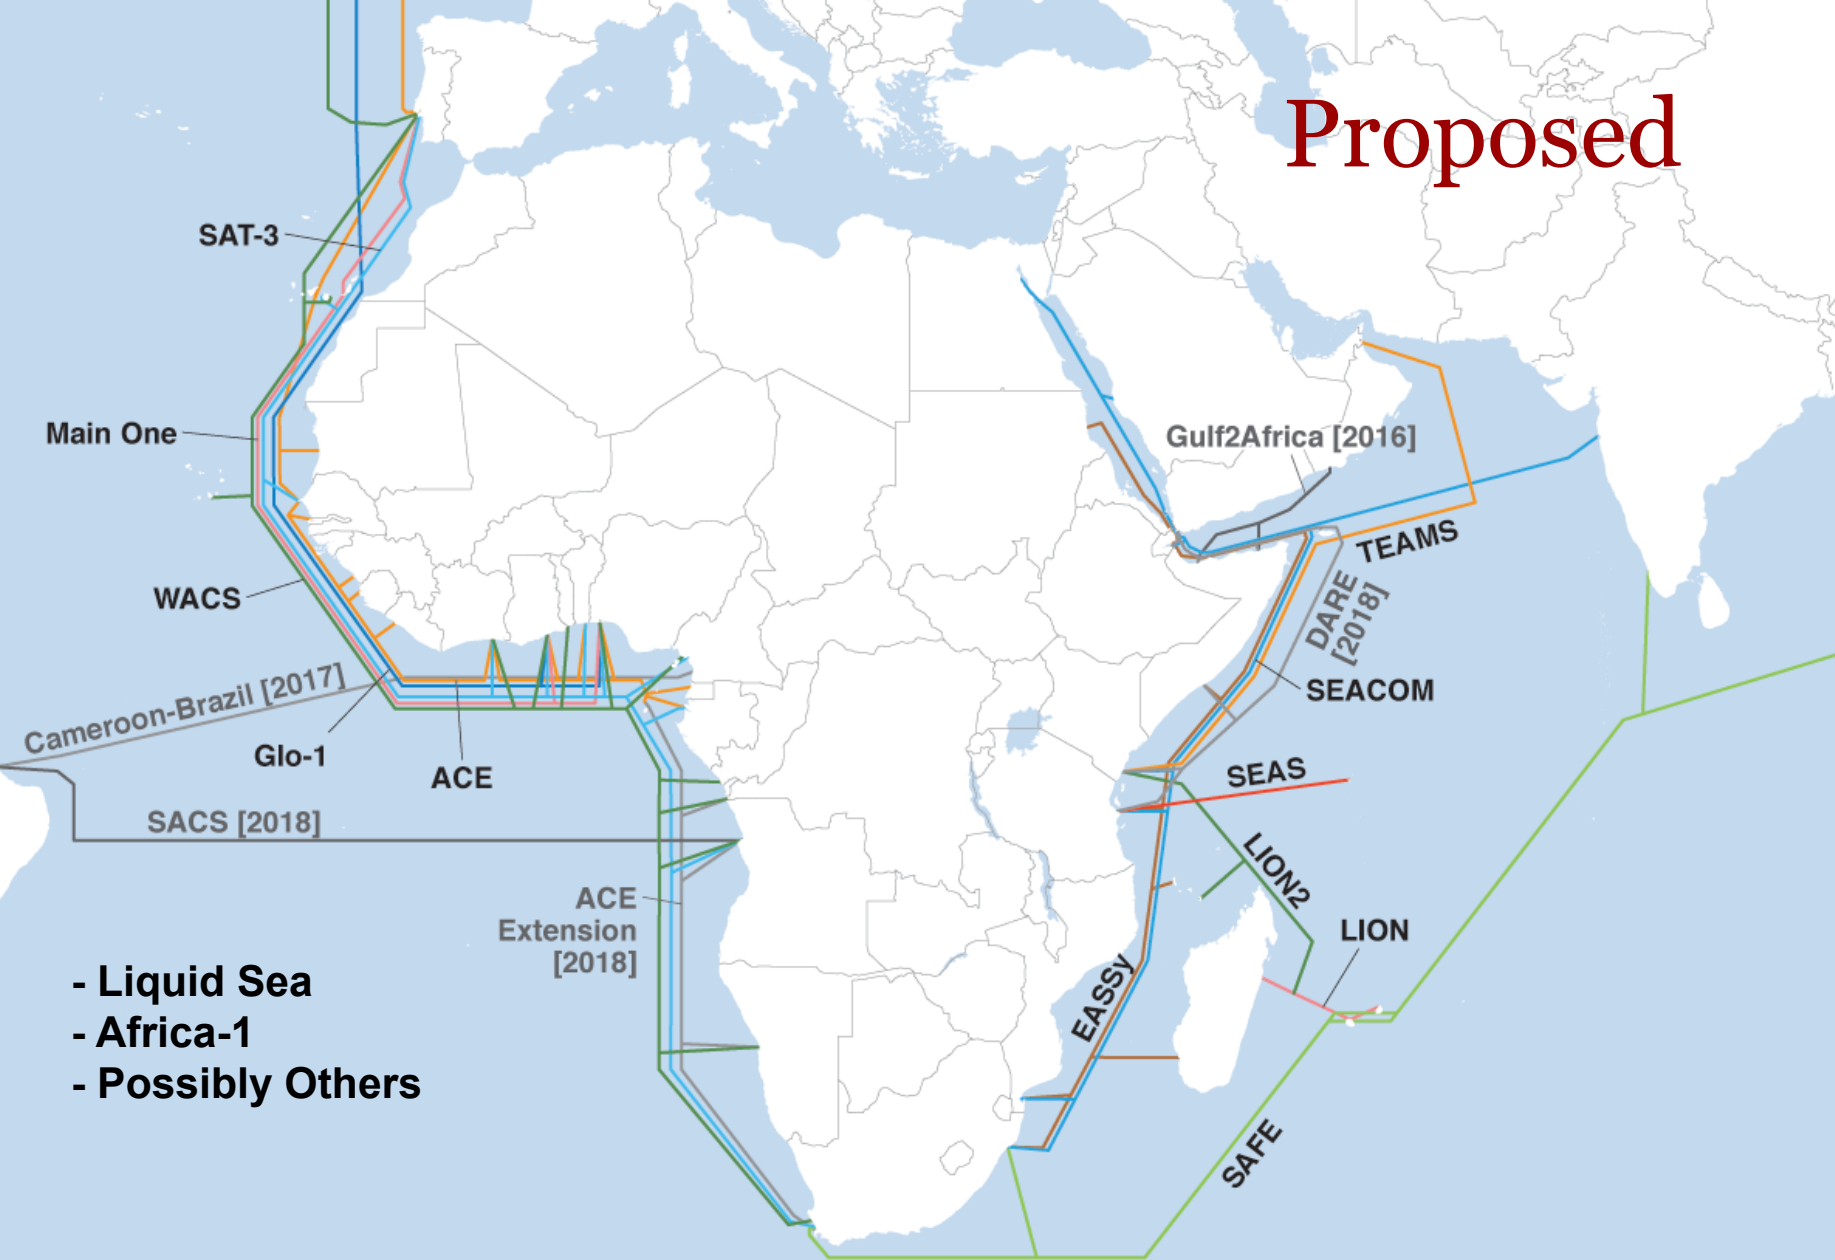 Proposed
SAT-3
Main One
Gulf2Africa [2016]
TEAMS
WACS
DARE
[2018]
Cameroon-Brazil [2017]
SEACOM
Glo-1
ACE
SEAS
SACS [2018]
LION2
ACE
Extension
[2018]
LION
EASSy
SAFE
- Liquid Sea
- Africa-1
- Possibly Others